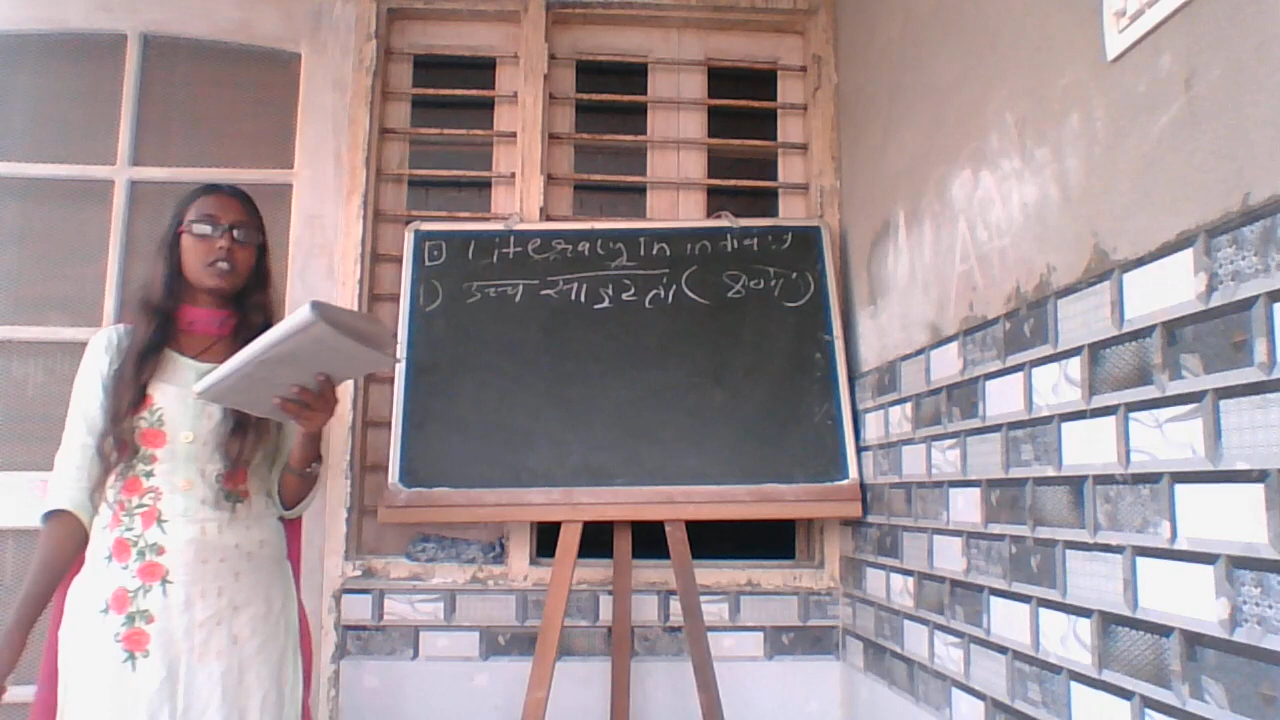 ⊡ Literacy In india:่y
1) उच्च साक्षरता ( 80% )